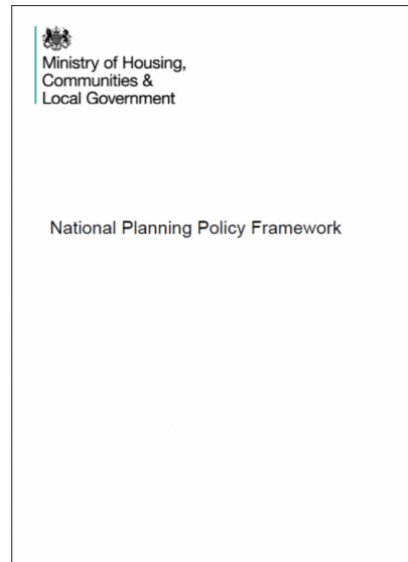 Ministry of Housing,
Communities &
Local Government
National Planning Policy Framework